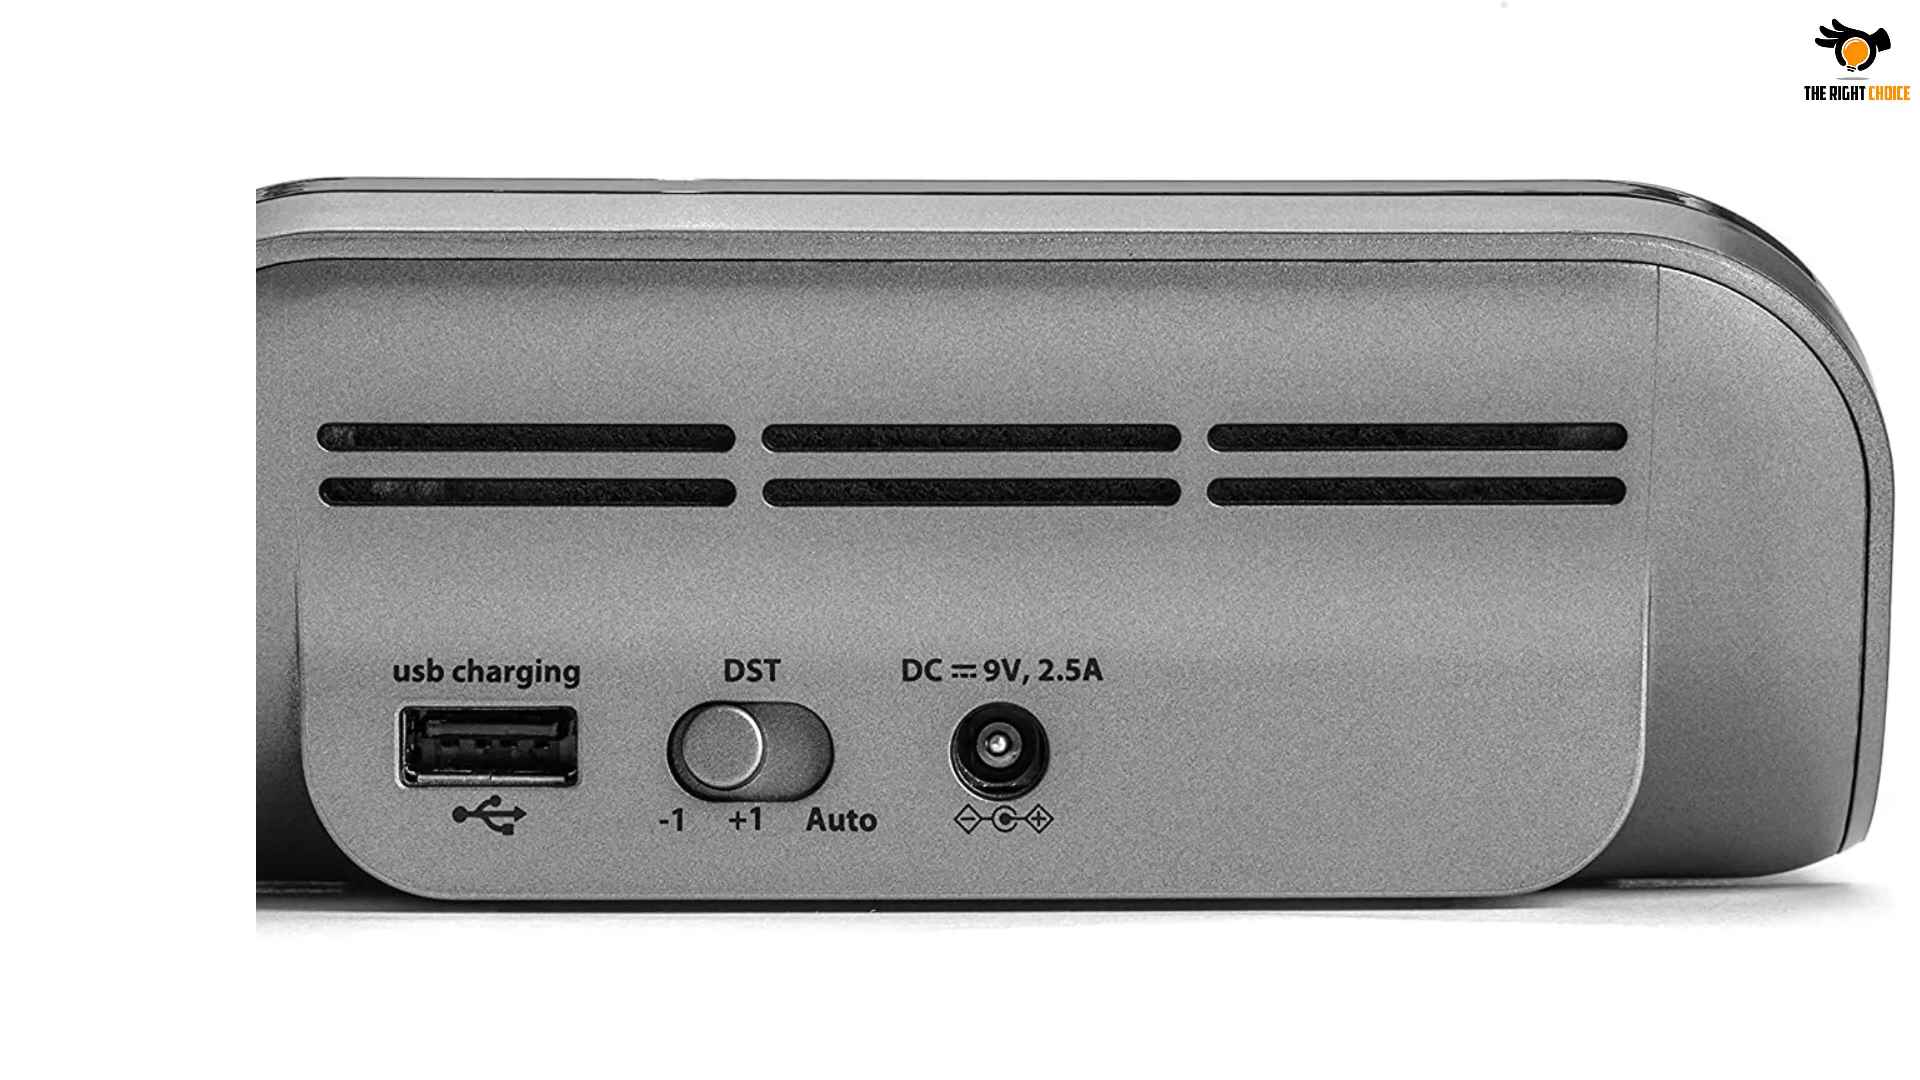 THE RIGHT CHOICE
usb charging
DST
DC ⎓ 9V, 2.5A
-1 +1 Auto